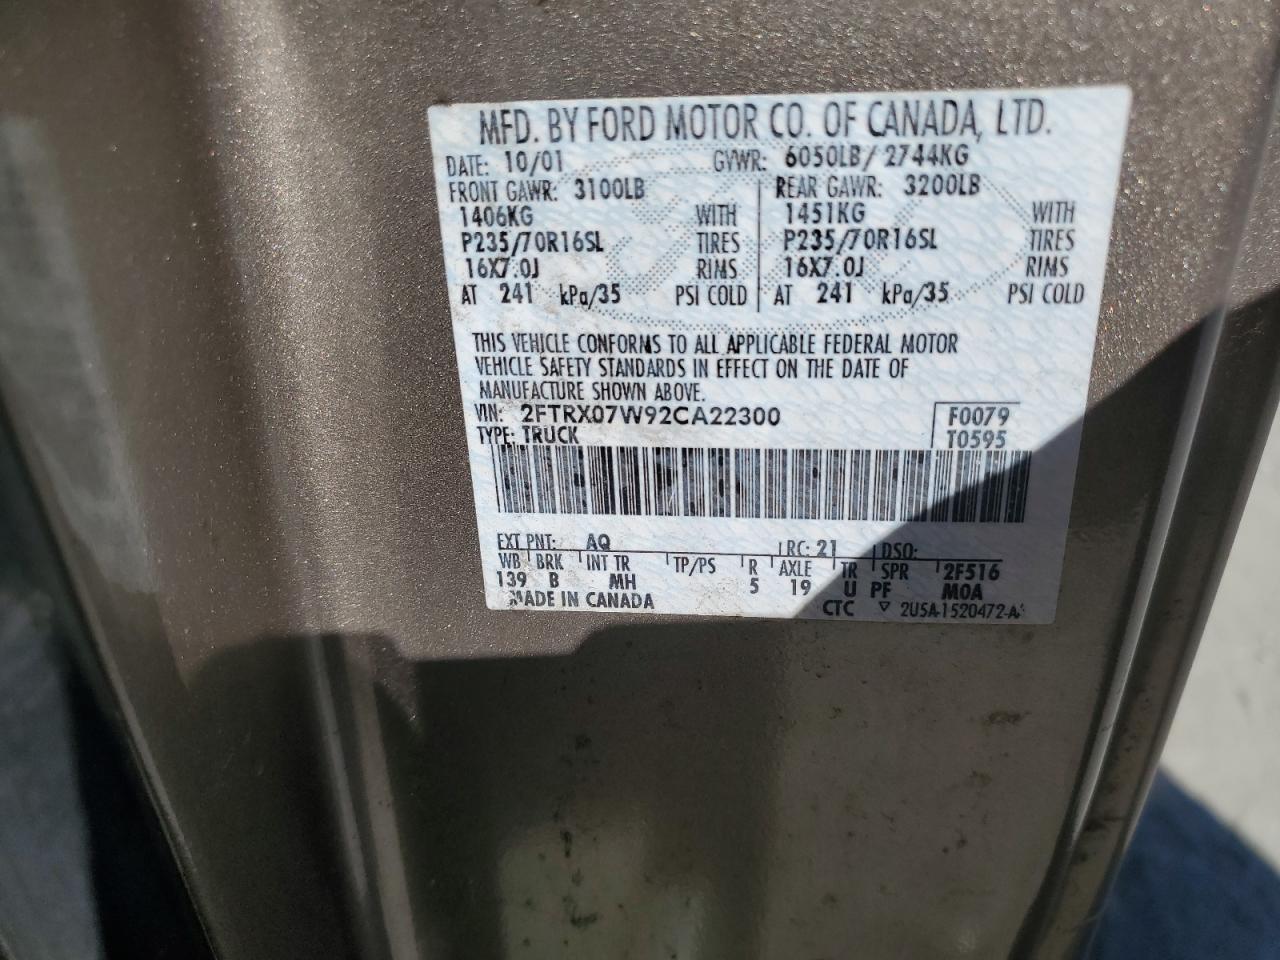 MFD. BY FORD MOTOR CO. OF CANADA, LTD.
DATE: 10/01 GVWR: 6050LB/ 2744KG
FRONT GAWR: 3100LB REAR GAWR: 3200LB
1406KG WITH 1451KG WITH
P235/70R16SL TIRES P235/70R16SL TIRES
16X7.0J RIMS 16X7.0J RIMS
AT 241 kPa/35 PSI COLD AT 241 kPa/35 PSI COLD
THIS VEHICLE CONFORMS TO ALL APPLICABLE FEDERAL MOTOR
VEHICLE SAFETY STANDARDS IN EFFECT ON THE DATE OF
MANUFACTURE SHOWN ABOVE.
VIN: 2FTRX07W92CA22300 F0079
TYPE: TRUCK T0595
EXT PNT: AQ RC: 21 DSO:
WB BRK INT TR TP/PS R AXLE TR SPR 2F516
139 B MH 5 19 U PF M0A
MADE IN CANADA CTC ▽ 2USA-1520472-A